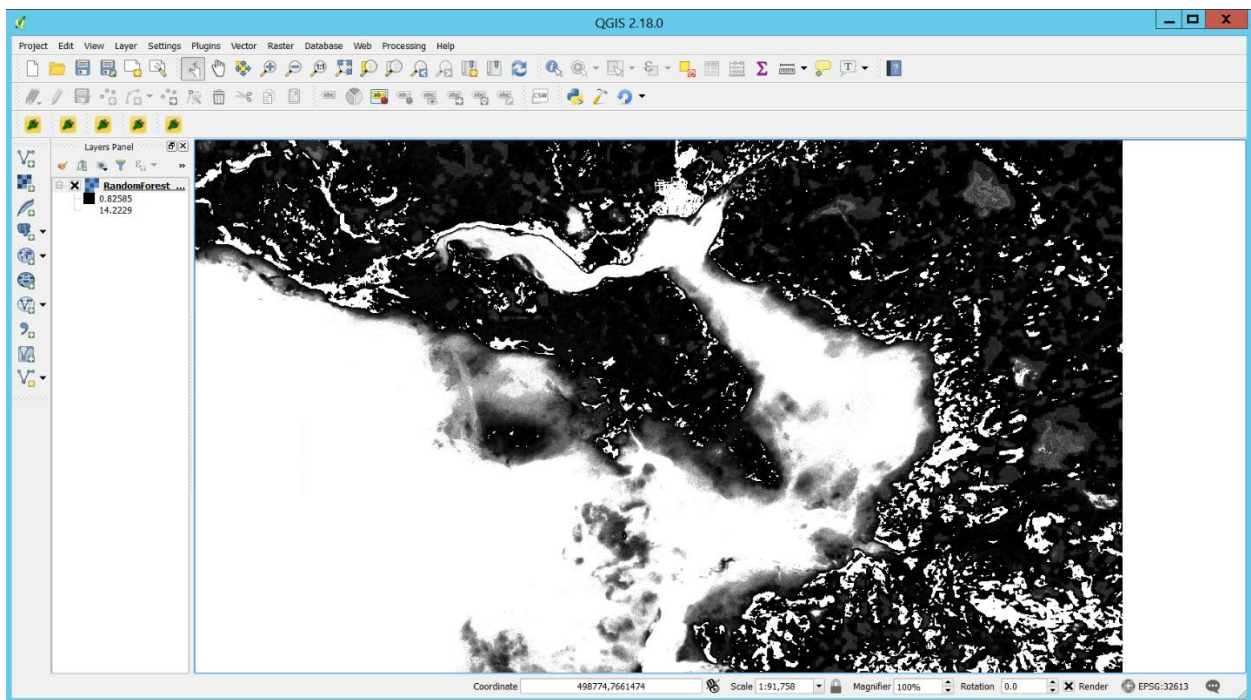 QGIS 2.18.0
Project Edit View Layer Settings Plugins Vector Raster Database Web Processing Help
Layers Panel
RandomForest ...
0.82585
14.2229
Coordinate 498774,7661474 Scale 1:91,758 Magnifier 100% Rotation 0.0 Render EPSG:32613